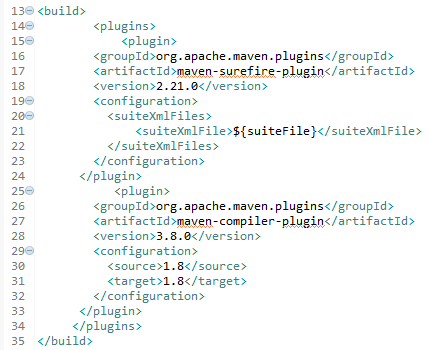 13 <build>
14 <plugins>
15 <plugin>
16 <groupId>org.apache.maven.plugins</groupId>
17 <artifactId>maven-surefire-plugin</artifactId>
18 <version>2.21.0</version>
19 <configuration>
20 <suiteXmlFiles>
21 <suiteXmlFile>${suiteFile}</suiteXmlFile>
22 </suiteXmlFiles>
23 </configuration>
24 </plugin>
25 <plugin>
26 <groupId>org.apache.maven.plugins</groupId>
27 <artifactId>maven-compiler-plugin</artifactId>
28 <version>3.8.0</version>
29 <configuration>
30 <source>1.8</source>
31 <target>1.8</target>
32 </configuration>
33 </plugin>
34 </plugins>
35 </build>